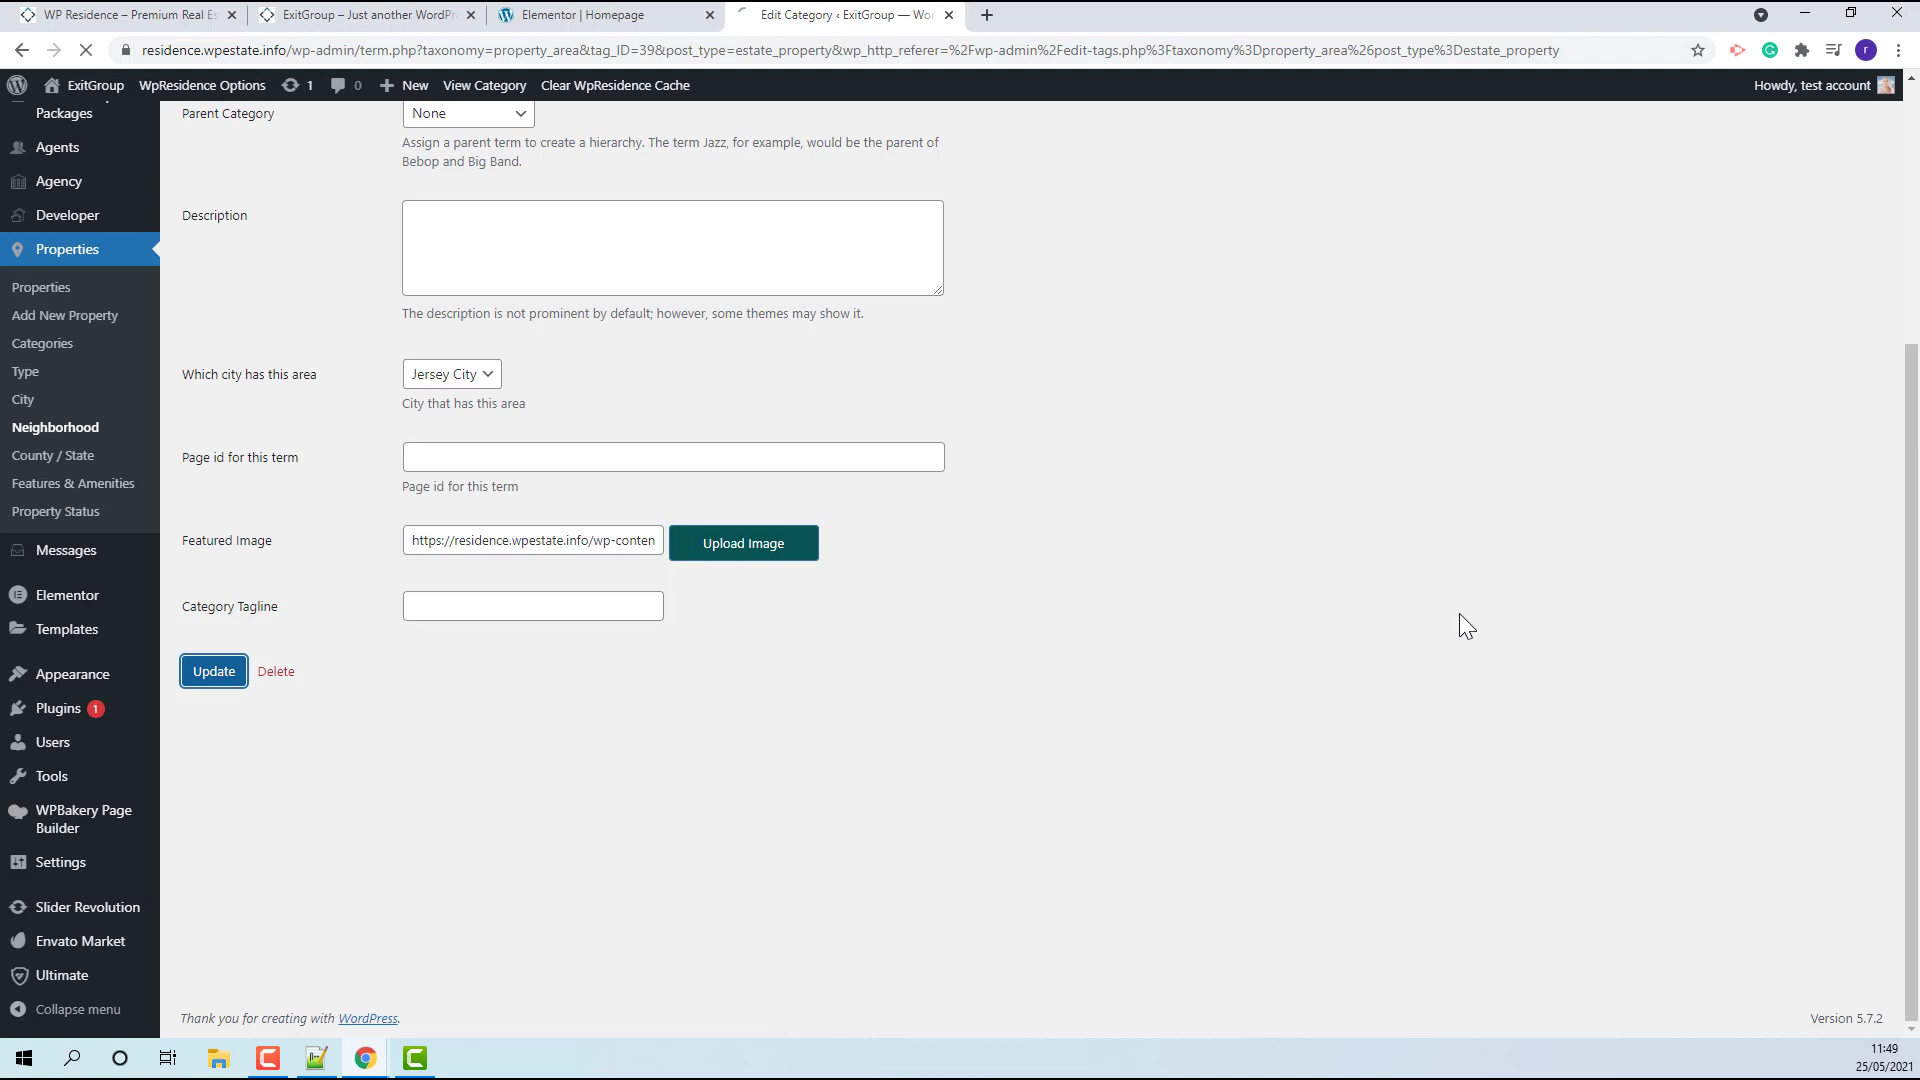 WP Residence – Premium Real Es
ExitGroup – Just another WordPr
Elementor | Homepage
Edit Category ‹ ExitGroup — Wor
residence.wpestate.info/wp-admin/term.php?taxonomy=property_area&tag_ID=39&post_type=estate_property&wp_http_referer=%2Fwp-admin%2Fedit-tags.php%3Ftaxonomy%3Dproperty_area%26post_type%3Destate_property
r
ExitGroup
WpResidence Options
1
0
New
View Category
Clear WpResidence Cache
Howdy, test account
Packages
Agents
Agency
Developer
Properties
Properties
Add New Property
Categories
Type
City
Neighborhood
County / State
Features & Amenities
Property Status
Messages
Elementor
Templates
Appearance
Plugins 1
Users
Tools
WPBakery Page
Builder
Settings
Slider Revolution
Envato Market
Ultimate
Collapse menu
Parent Category
None
Assign a parent term to create a hierarchy. The term Jazz, for example, would be the parent of
Bebop and Big Band.
Description
The description is not prominent by default; however, some themes may show it.
Which city has this area
Jersey City
City that has this area
Page id for this term
Page id for this term
Featured Image
https://residence.wpestate.info/wp-conten
Upload Image
Category Tagline
Update
Delete
Thank you for creating with WordPress.
Version 5.7.2
11:49
25/05/2021